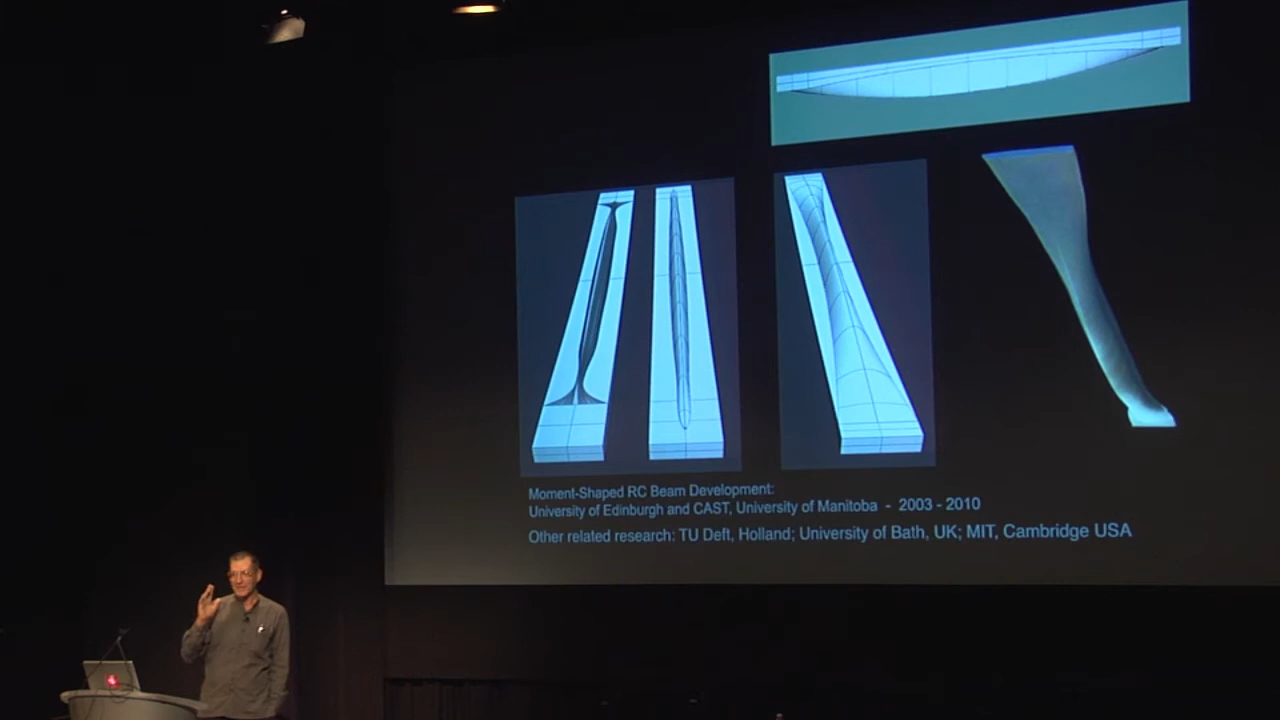 Moment-Shaped RC Beam Development:
University of Edinburgh and CAST, University of Manitoba - 2003 - 2010
Other related research: TU Deft, Holland; University of Bath, UK; MIT, Cambridge USA